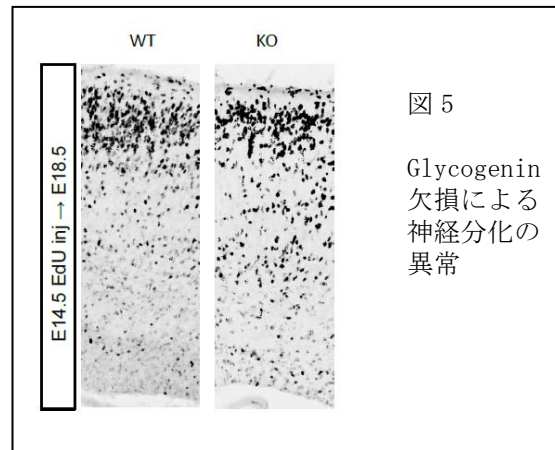 WT
KO
E14.5 EdU inj → E18.5
図 5
Glycogenin
欠損による
神経分化の
異常